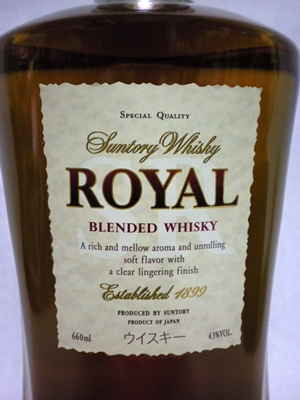 SPECIAL QUALITY
Suntory Whisky
ROYAL
BLENDED WHISKY
A rich and mellow aroma and unrolling
soft flavor with
a clear lingering finish
Established 1899
PRODUCED BY SUNTORY
PRODUCT OF JAPAN
660ml ウイスキー 43%VOL.